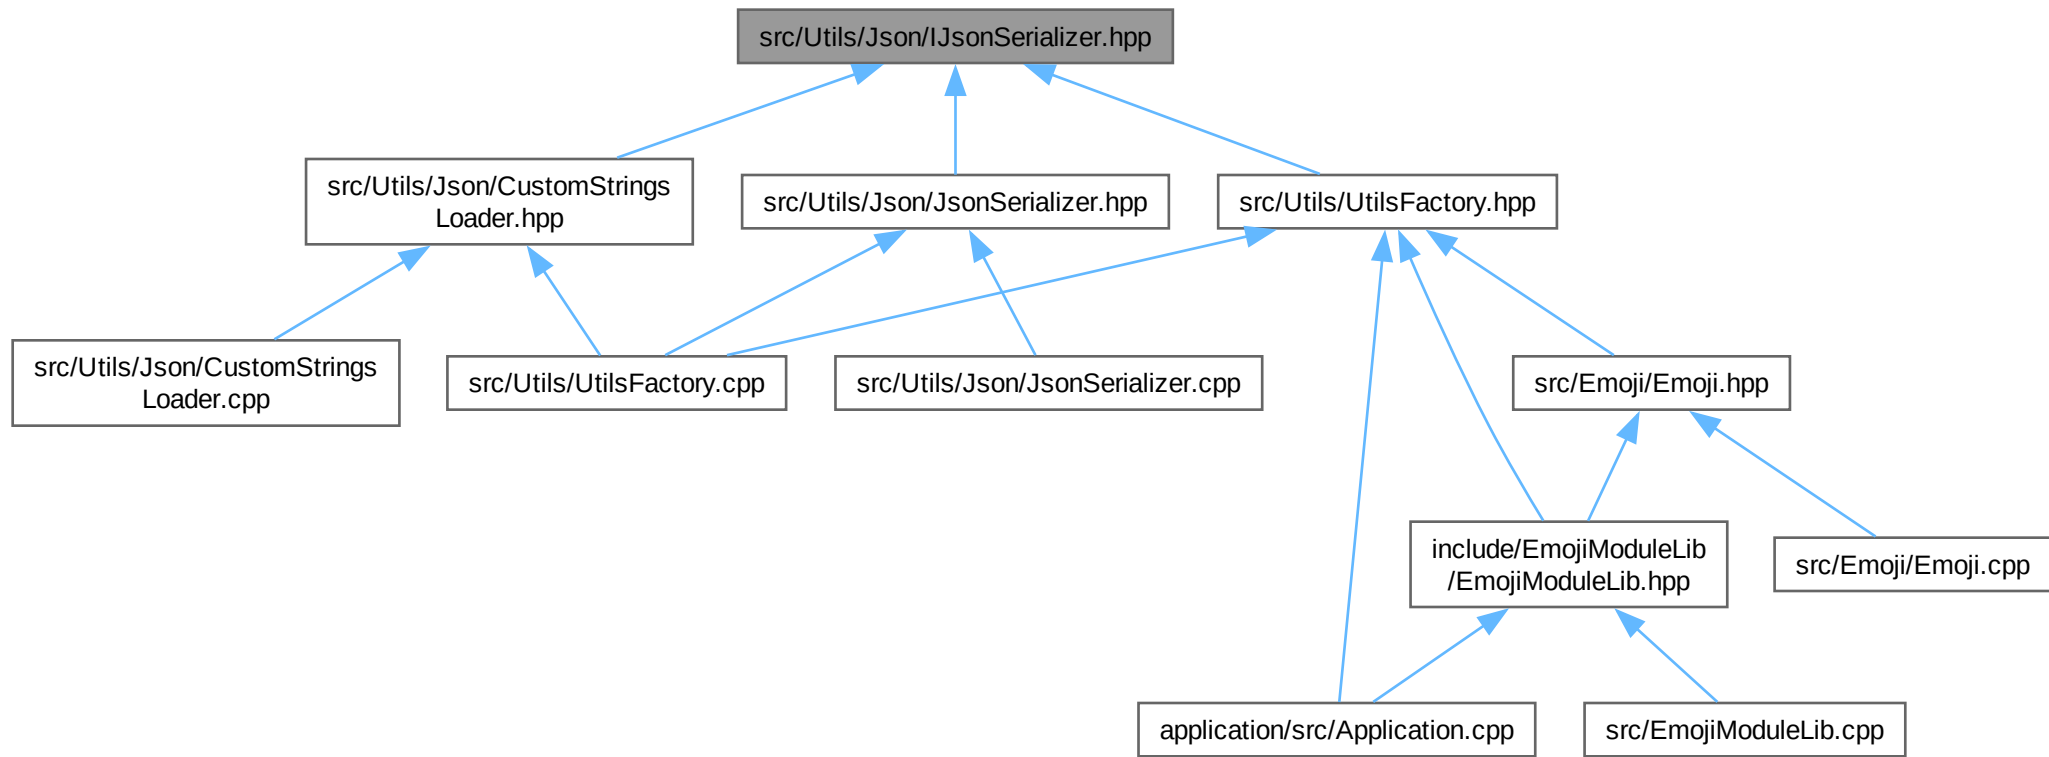 src/Utils/Json/IJsonSerializer.hpp
src/Utils/Json/CustomStrings
Loader.hpp
src/Utils/Json/JsonSerializer.hpp
src/Utils/UtilsFactory.hpp
src/Utils/Json/CustomStrings
Loader.cpp
src/Utils/UtilsFactory.cpp
src/Utils/Json/JsonSerializer.cpp
src/Emoji/Emoji.hpp
include/EmojiModuleLib
/EmojiModuleLib.hpp
src/Emoji/Emoji.cpp
application/src/Application.cpp
src/EmojiModuleLib.cpp